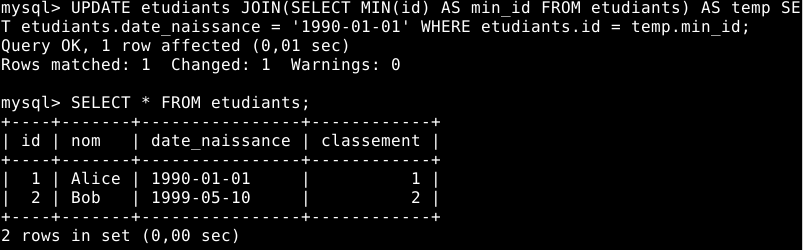 mysql> UPDATE etudiants JOIN(SELECT MIN(id) AS min_id FROM etudiants) AS temp SE
T etudiants.date_naissance = '1990-01-01' WHERE etudiants.id = temp.min_id;
Query OK, 1 row affected (0,01 sec)
Rows matched: 1  Changed: 1  Warnings: 0

mysql> SELECT * FROM etudiants;
+----+-------+----------------+------------+
| id | nom   | date_naissance | classement |
+----+-------+----------------+------------+
|  1 | Alice | 1990-01-01     |          1 |
|  2 | Bob   | 1999-05-10     |          2 |
+----+-------+----------------+------------+
2 rows in set (0,00 sec)